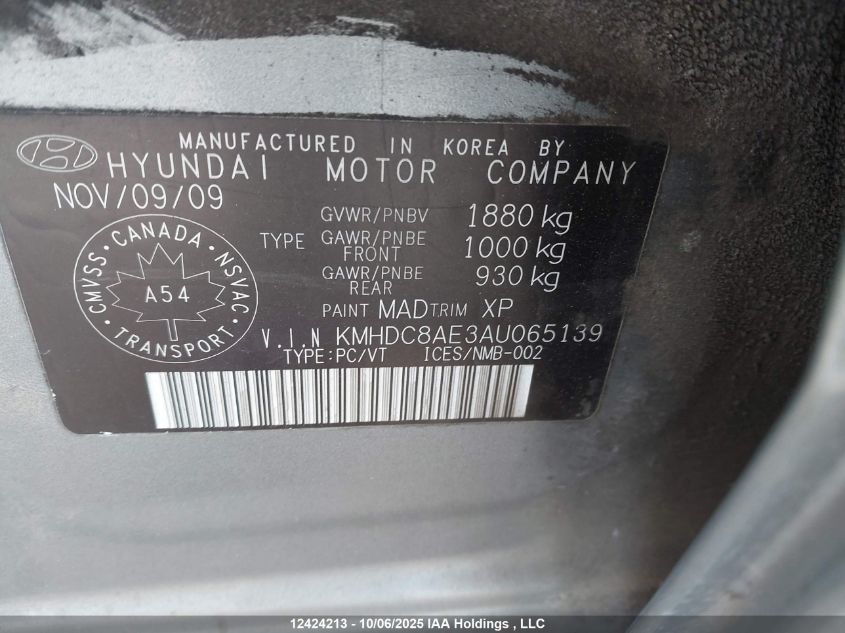 MANUFACTURED IN KOREA BY
HYUNDAI MOTOR COMPANY
NOV/09/09
GVWR/PNBV 1880 kg
TYPE GAWR/PNBE FRONT 1000 kg
GAWR/PNBE REAR 930 kg
CANADA
CMVSS NSVAC
A54
TRANSPORT
PAINT MAD TRIM XP
V.I.N KMHDC8AE3AU065139
TYPE:PC/VT ICES/NMB-002
12424213 - 10/06/2025 IAA Holdings , LLC